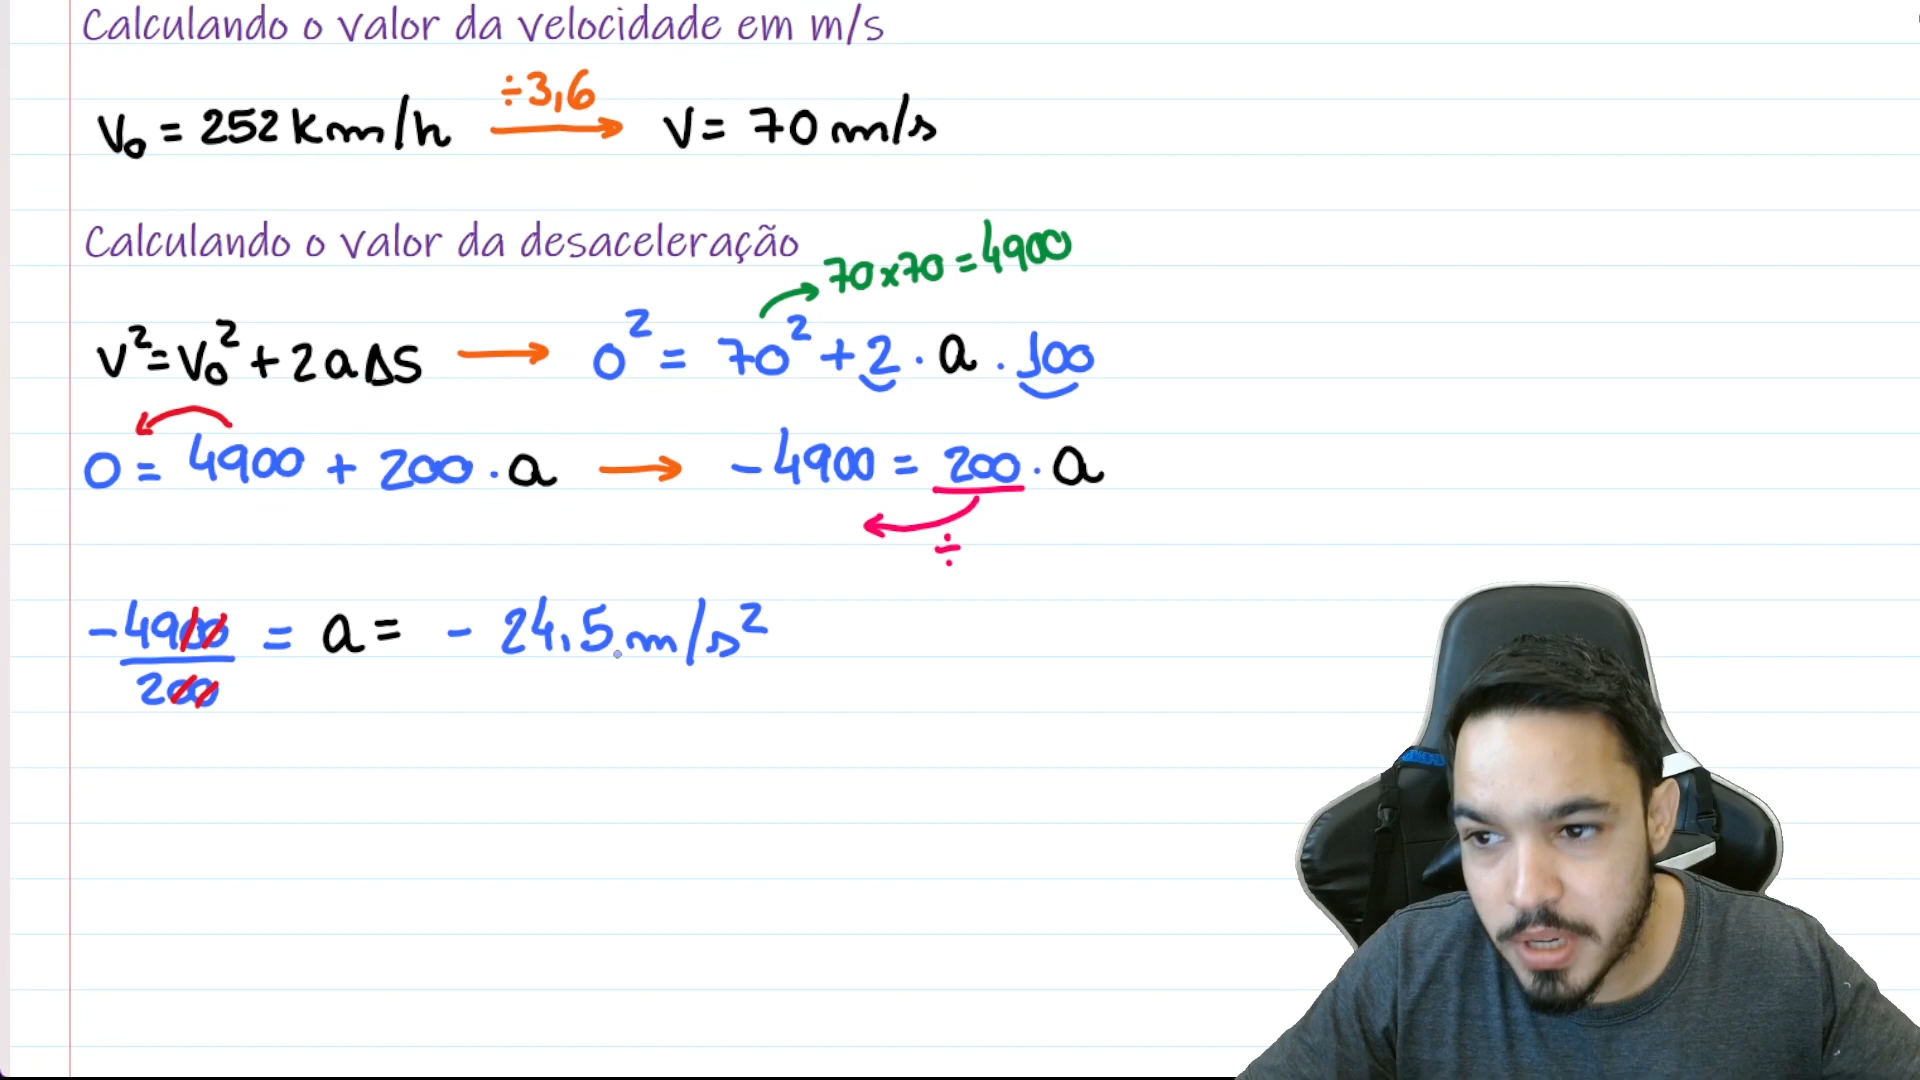 Calculando o valor da velocidade em m/s
÷3,6
V₀ = 252 km/h → V = 70 m/s
Calculando o valor da desaceleração
70x70 = 4900
V² = V₀² + 2aΔS → 0² = 70² + 2 · a · 100
0 = 4900 + 200 · a → -4900 = 200 · a
÷
-4900/200 = a = - 24,5 m/s²